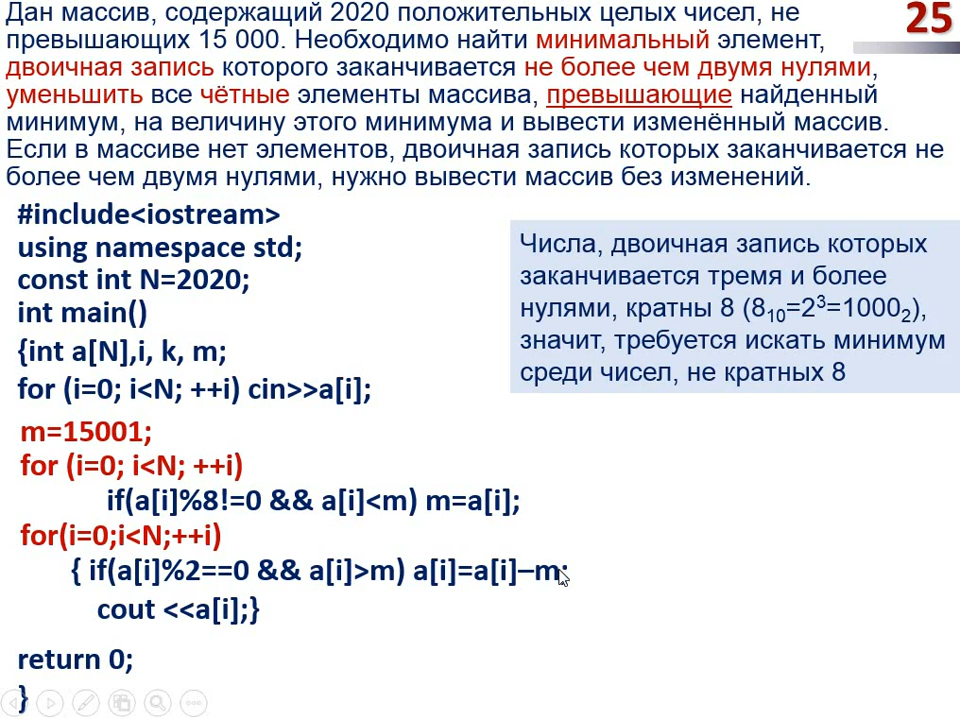 Дан массив, содержащий 2020 положительных целых чисел, не
25
превышающих 15 000. Необходимо найти минимальный элемент,
двоичная запись которого заканчивается не более чем двумя нулями,
уменьшить все чётные элементы массива, превышающие найденный
минимум, на величину этого минимума и вывести изменённый массив.
Если в массиве нет элементов, двоичная запись которых заканчивается не
более чем двумя нулями, нужно вывести массив без изменений.
#include<iostream>
using namespace std;
const int N=2020;
int main()
{int a[N],i, k, m;
for (i=0; i<N; ++i) cin>>a[i];
Числа, двоичная запись которых
заканчивается тремя и более
нулями, кратны 8 (8₁₀=2³=1000₂),
значит, требуется искать минимум
среди чисел, не кратных 8
m=15001;
for (i=0; i<N; ++i)
if(a[i]%8!=0 && a[i]<m) m=a[i];
for(i=0;i<N;++i)
{ if(a[i]%2==0 && a[i]>m) a[i]=a[i]–m;
cout <<a[i];}
return 0;
}